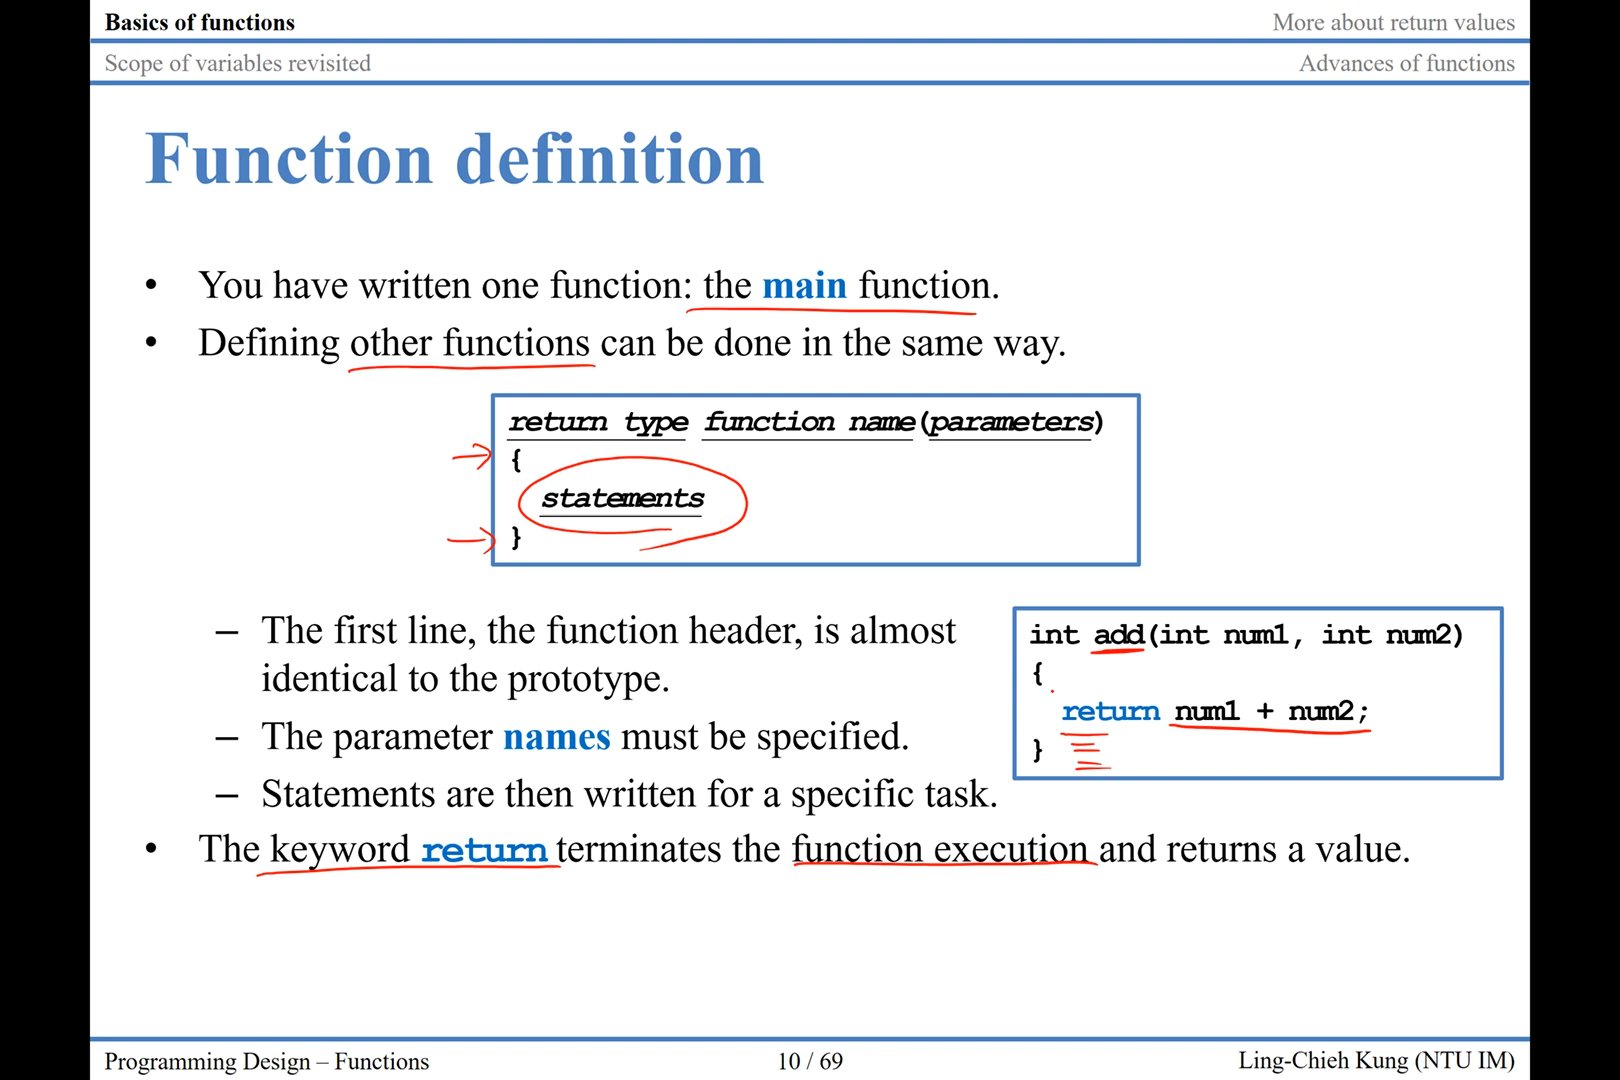 Basics of functions
More about return values
Scope of variables revisited
Advances of functions
Function definition
• You have written one function: the main function.
• Defining other functions can be done in the same way.
return type function name(parameters)
{
statements
}
– The first line, the function header, is almost
identical to the prototype.
– The parameter names must be specified.
– Statements are then written for a specific task.
int add(int num1, int num2)
{
return num1 + num2;
}
• The keyword return terminates the function execution and returns a value.
Programming Design – Functions
10 / 69
Ling-Chieh Kung (NTU IM)